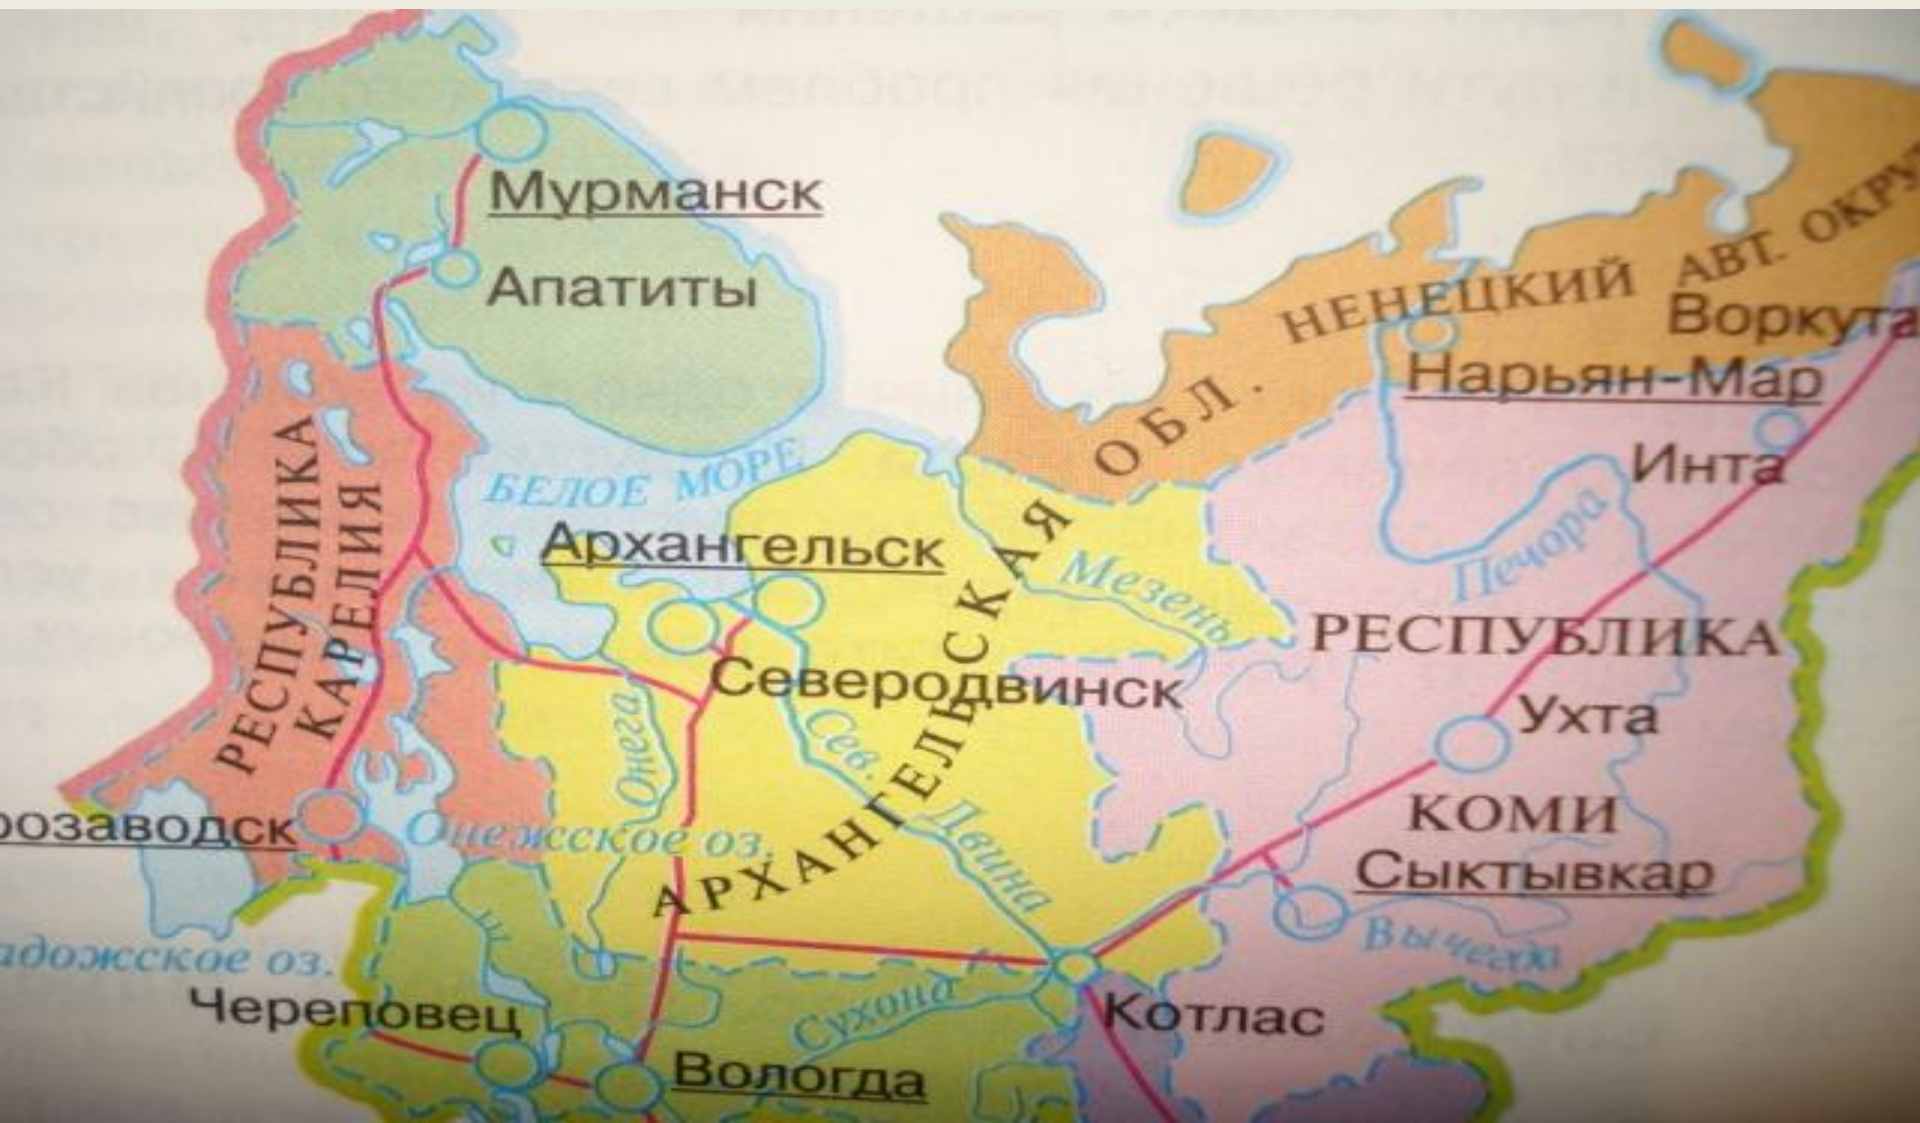 Мурманск
Апатиты
НЕНЕЦКИЙ АВТ. ОКРУГ
Воркута
Нарьян-Мар
Инта
БЕЛОЕ МОРЕ
РЕСПУБЛИКА
КАРЕЛИЯ
Архангельск
АРХАНГЕЛЬСКАЯ ОБЛ.
Мезень
Печора
РЕСПУБЛИКА
КОМИ
Северодвинск
Ухта
Онега
Сев. Двина
розаводск
Онежское оз.
Сыктывкар
Вычегда
адожское оз.
Череповец
Сухона
Котлас
Вологда